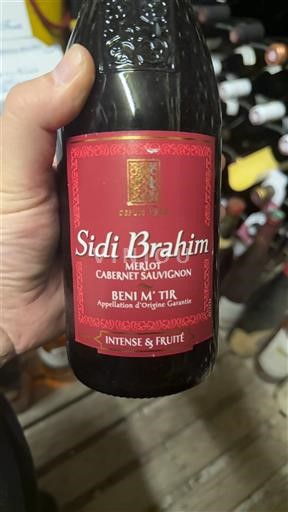 Sidi Brahim
MERLOT
CABERNET SAUVIGNON
BENI M'TIR
Appellation d'Origine Garantie
INTENSE & FRUITÉ